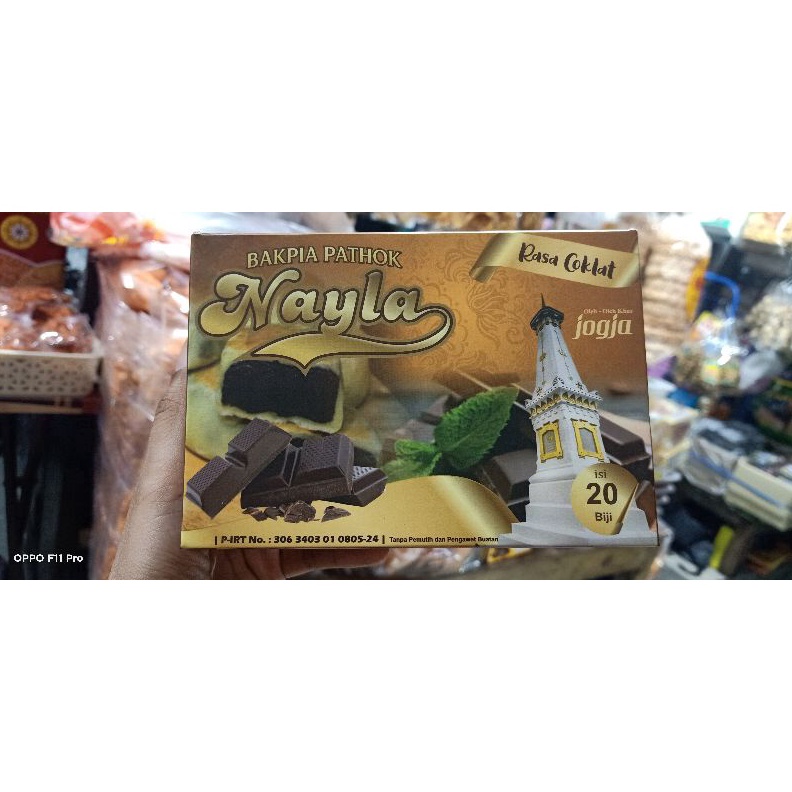 BAKPIA PATHOK
Nayla
Rasa Coklat
Oleh - Oleh Khas
jogja
isi
20
Biji
| P-IRT No. : 306 3403 01 0805-24 | Tanpa Pemutih dan Pengawet Buatan
OPPO F11 Pro